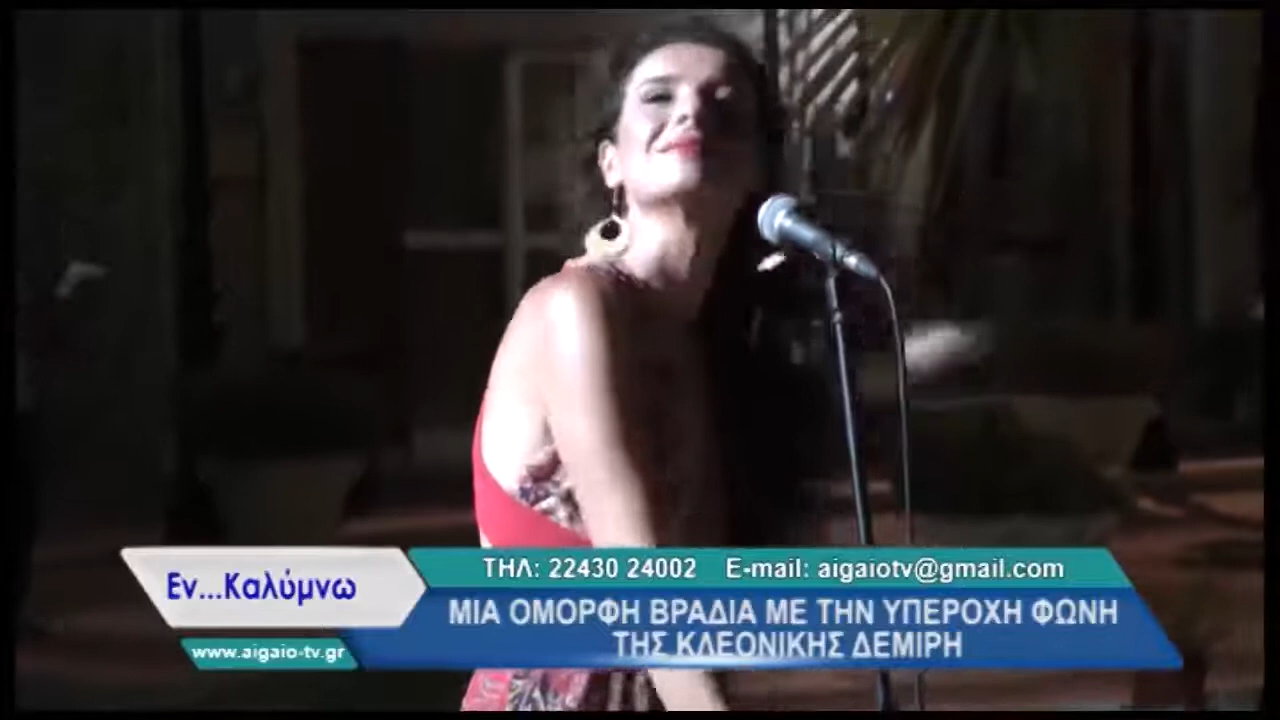 ΤΗΛ: 22430 24002 E-mail: aigaiotv@gmail.com
Εν...Καλύμνω
ΜΙΑ ΟΜΟΡΦΗ ΒΡΑΔΙΑ ΜΕ ΤΗΝ ΥΠΕΡΟΧΗ ΦΩΝΗ
ΤΗΣ ΚΛΕΟΝΙΚΗΣ ΔΕΜΙΡΗ
www.aigaio-tv.gr